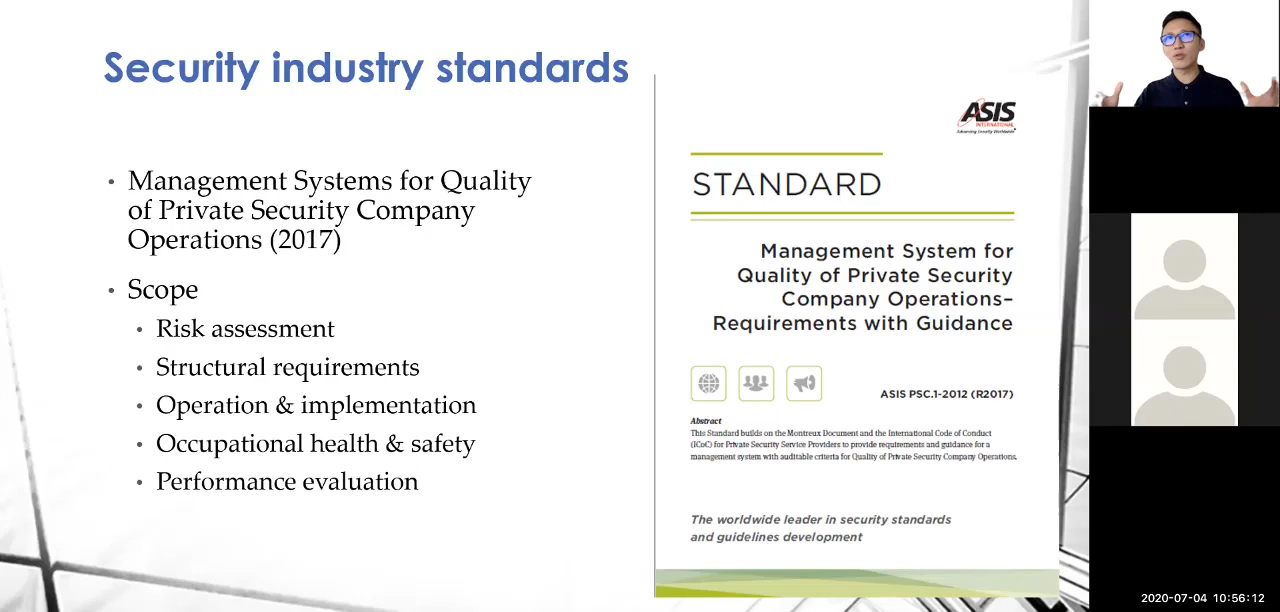 Security industry standards
• Management Systems for Quality
of Private Security Company
Operations (2017)
• Scope
• Risk assessment
• Structural requirements
• Operation & implementation
• Occupational health & safety
• Performance evaluation
ASIS
INTERNATIONAL
Advancing Security Worldwide
STANDARD
Management System for
Quality of Private Security
Company Operations–
Requirements with Guidance
ASIS PSC.1-2012 (R2017)
Abstract
This Standard builds on the Montreux Document and the International Code of Conduct
(ICoC) for Private Security Service Providers to provide requirements and guidance for a
management system with auditable criteria for Quality of Private Security Company Operations.
The worldwide leader in security standards
and guidelines development
2020-07-04 10:56:12